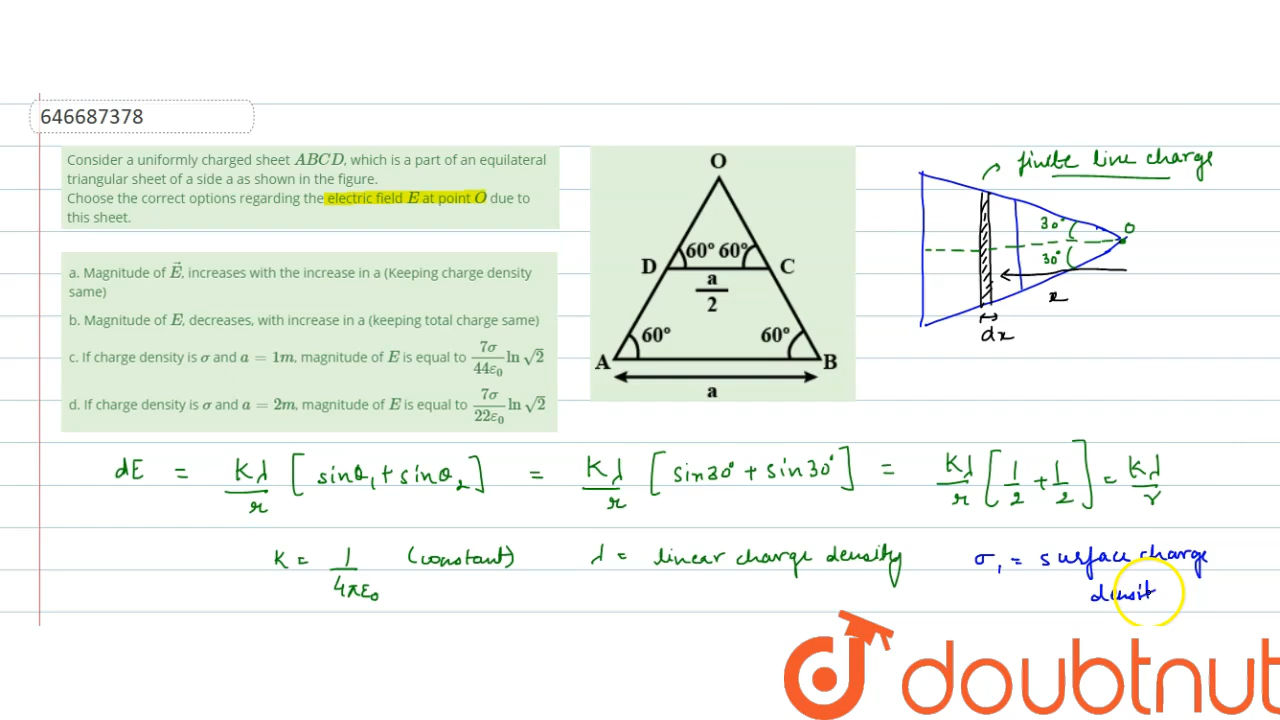 646687378
Consider a uniformly charged sheet ABCD, which is a part of an equilateral
triangular sheet of a side a as shown in the figure.
Choose the correct options regarding the electric field E at point O due to
this sheet.
a. Magnitude of E⃗, increases with the increase in a (Keeping charge density
same)
b. Magnitude of E, decreases, with increase in a (keeping total charge same)
c. If charge density is σ and a = 1m, magnitude of E is equal to 7σ/44ε₀ ln √2
d. If charge density is σ and a = 2m, magnitude of E is equal to 7σ/22ε₀ ln √2
O
60° 60°
D C
a/2
60° 60°
A B
a
finite line charge
30° O
30°
x
dx
dE = Kλ/r [sinθ₁ + sinθ₂] = Kλ/r [sin30° + sin30°] = Kλ/r [1/2 + 1/2] = Kλ/r
K = 1/4πε₀ (constant) λ = linear charge density σ₁ = surface charge
densit
doubtnut